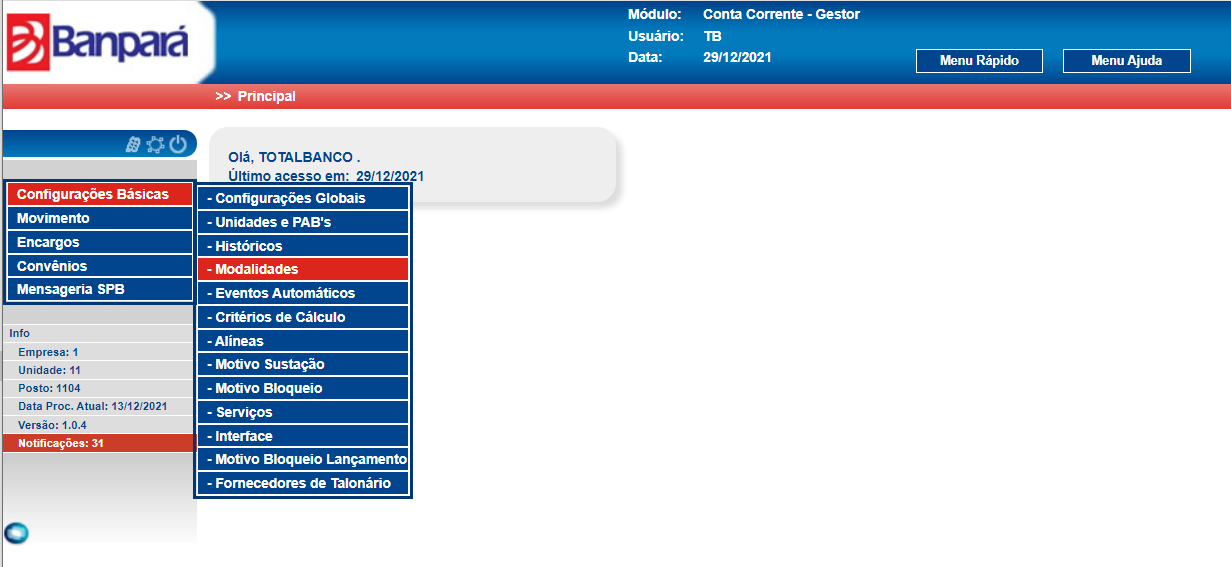 Banpará
Módulo: Conta Corrente - Gestor
Usuário: TB
Data: 29/12/2021
Menu Rápido
Menu Ajuda
>> Principal
Olá, TOTALBANCO .
Último acesso em: 29/12/2021
Configurações Básicas
Movimento
Encargos
Convênios
Mensageria SPB
- Configurações Globais
- Unidades e PAB's
- Históricos
- Modalidades
- Eventos Automáticos
- Critérios de Cálculo
- Alíneas
- Motivo Sustação
- Motivo Bloqueio
- Serviços
- Interface
- Motivo Bloqueio Lançamento
- Fornecedores de Talonário
Info
Empresa: 1
Unidade: 11
Posto: 1104
Data Proc. Atual: 13/12/2021
Versão: 1.0.4
Notificações: 31